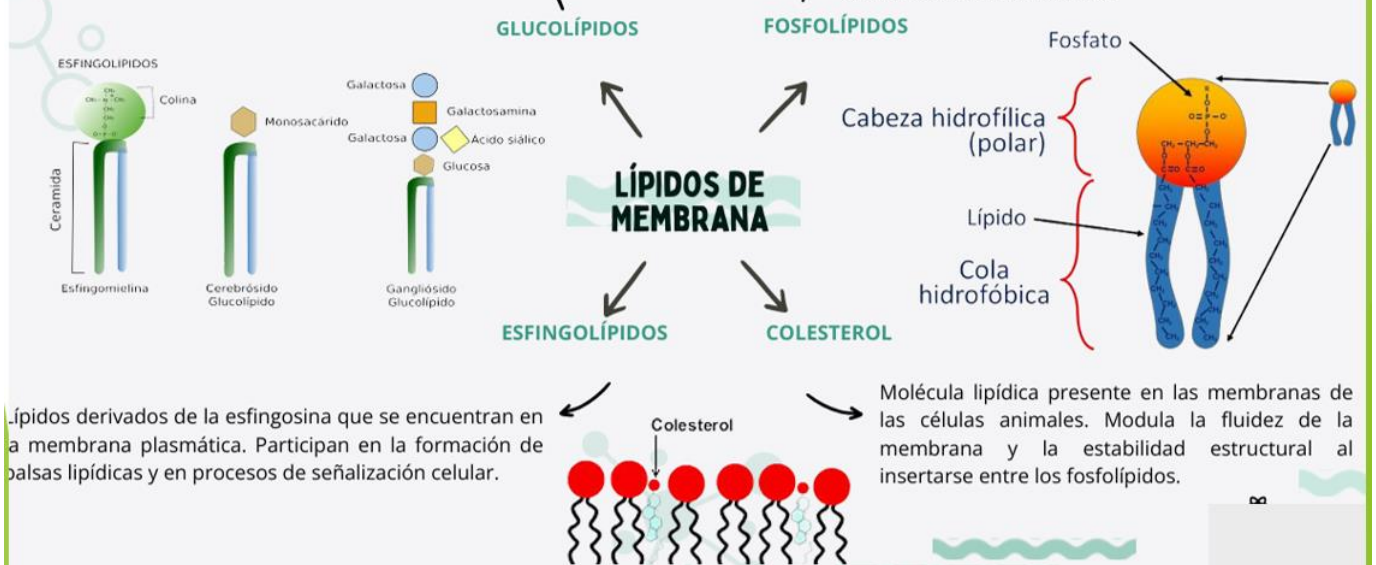 GLUCOLÍPIDOS
FOSFOLÍPIDOS
ESFINGOLIPIDOS
Colina
Ceramida
Esfingomielina
Monosacárido
Cerebrósido
Glucolípido
Galactosa
Galactosamina
Galactosa
Ácido siálico
Glucosa
Gangliósido
Glucolípido
LÍPIDOS DE
MEMBRANA
Fosfato
Cabeza hidrofílica
(polar)
Lípido
Cola
hidrofóbica
ESFINGOLÍPIDOS
COLESTEROL
Lípidos derivados de la esfingosina que se encuentran en
a membrana plasmática. Participan en la formación de
balsas lipídicas y en procesos de señalización celular.
Colesterol
Molécula lipídica presente en las membranas de
las células animales. Modula la fluidez de la
membrana y la estabilidad estructural al
insertarse entre los fosfolípidos.